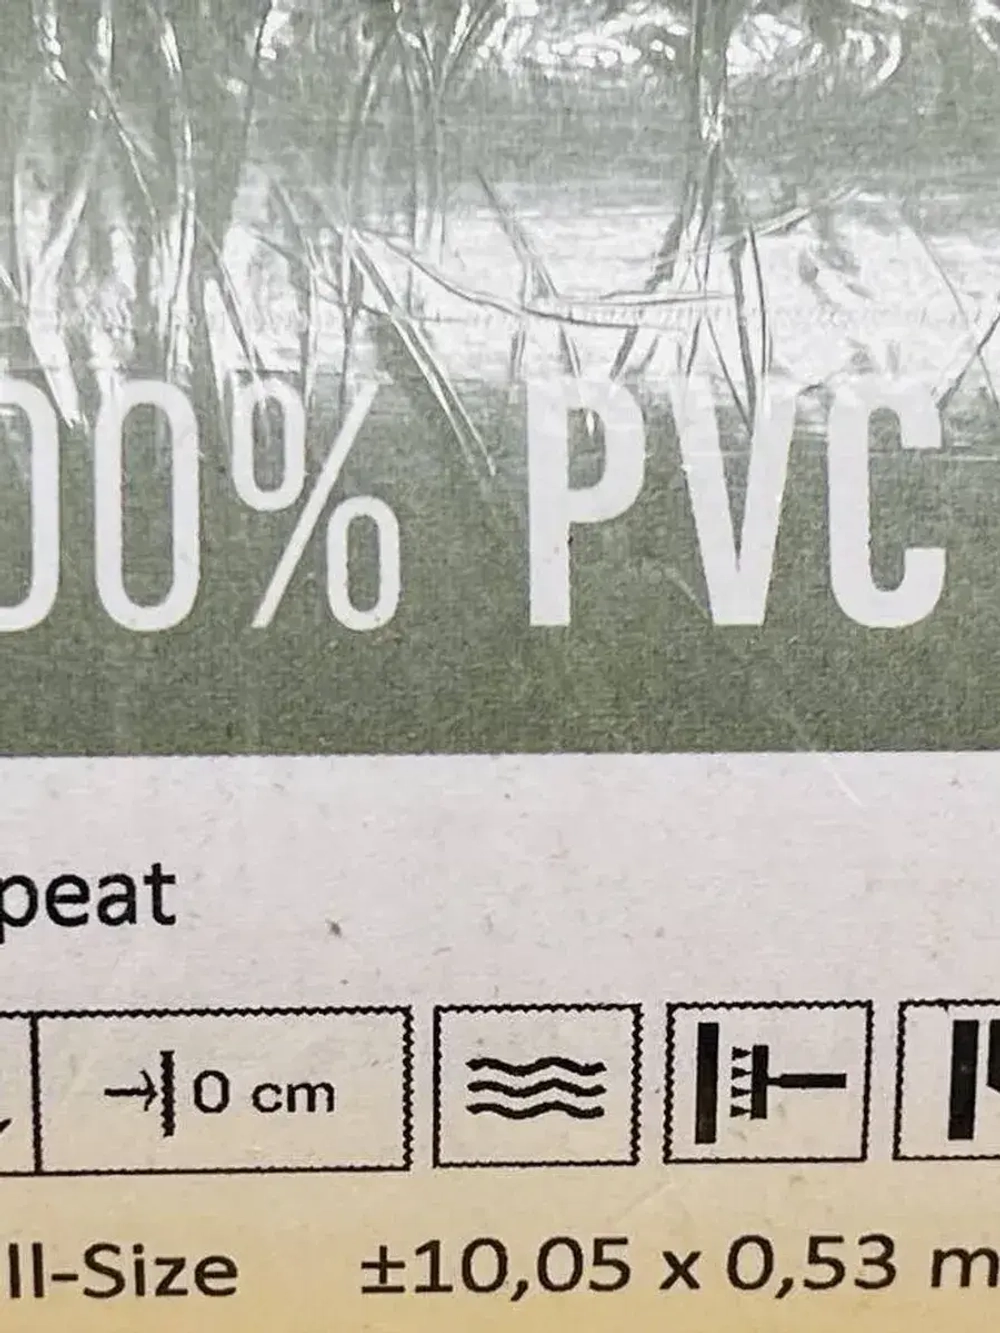 00% PVC
peat
0 cm
ll-Size ±10,05 x 0,53 m